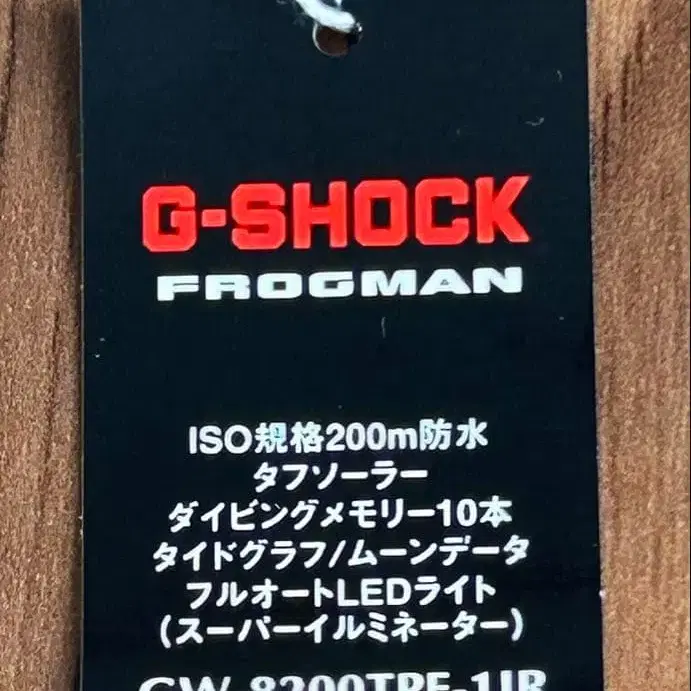 G-SHOCK
FROGMAN
ISO規格200m防水
タフソーラー
ダイビングメモリー10本
タイドグラフ/ムーンデータ
フルオートLEDライト
(スーパーイルミネーター)
GW-8200TPF-1JR